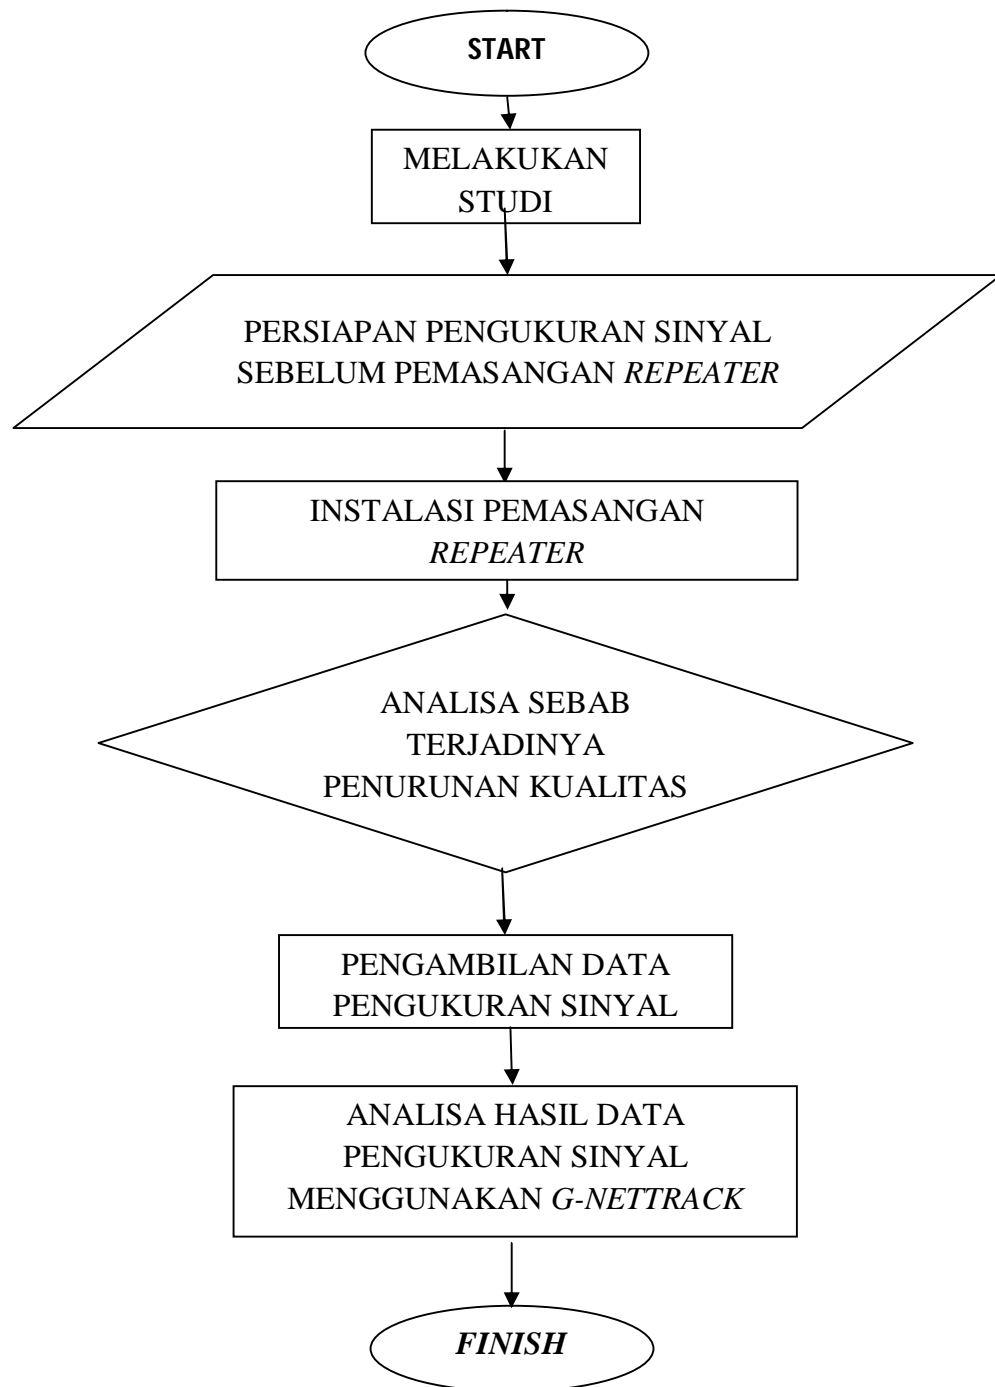 START
MELAKUKAN
STUDI
PERSIAPAN PENGUKURAN SINYAL
SEBELUM PEMASANGAN REPEATER
INSTALASI PEMASANGAN
REPEATER
ANALISA SEBAB
TERJADINYA
PENURUNAN KUALITAS
PENGAMBILAN DATA
PENGUKURAN SINYAL
ANALISA HASIL DATA
PENGUKURAN SINYAL
MENGGUNAKAN G-NETTRACK
FINISH